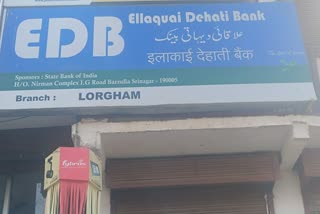 EDB
Ellaquai Dehati Bank
علاقائی دیہاتی بینک
इलाकाई देहाती बैंक
Sponsors : State Bank of India
H/O. Nirman Complex I.G Road Barzulla Srinagar - 190005
Branch : LORGHAM